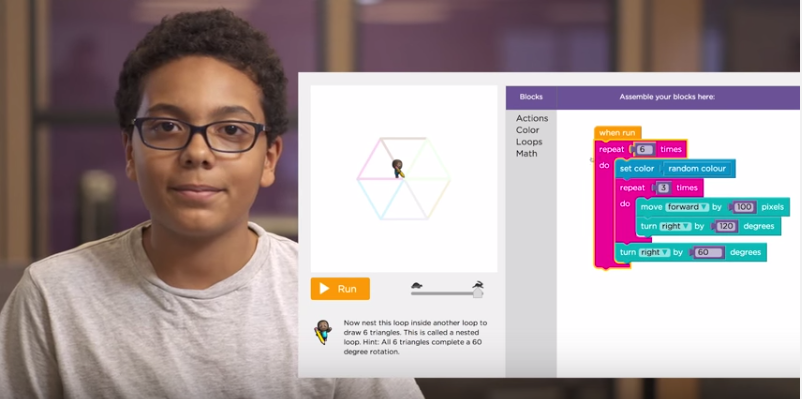 Blocks
Assemble your blocks here:
Actions
Color
Loops
Math
when run
repeat 6 times
do
set color random colour
repeat 3 times
do
move forward by 100 pixels
turn right by 120 degrees
turn right by 60 degrees
Run
Now nest this loop inside another loop to
draw 6 triangles. This is called a nested
loop. Hint: All 6 triangles complete a 60
degree rotation.